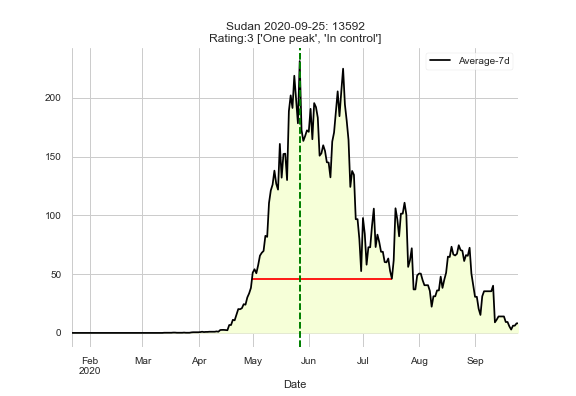 Sudan 2020-09-25: 13592
Rating:3 ['One peak', 'In control']
Average-7d
200
150
100
50
0
Feb Mar Apr May Jun Jul Aug Sep
2020
Date